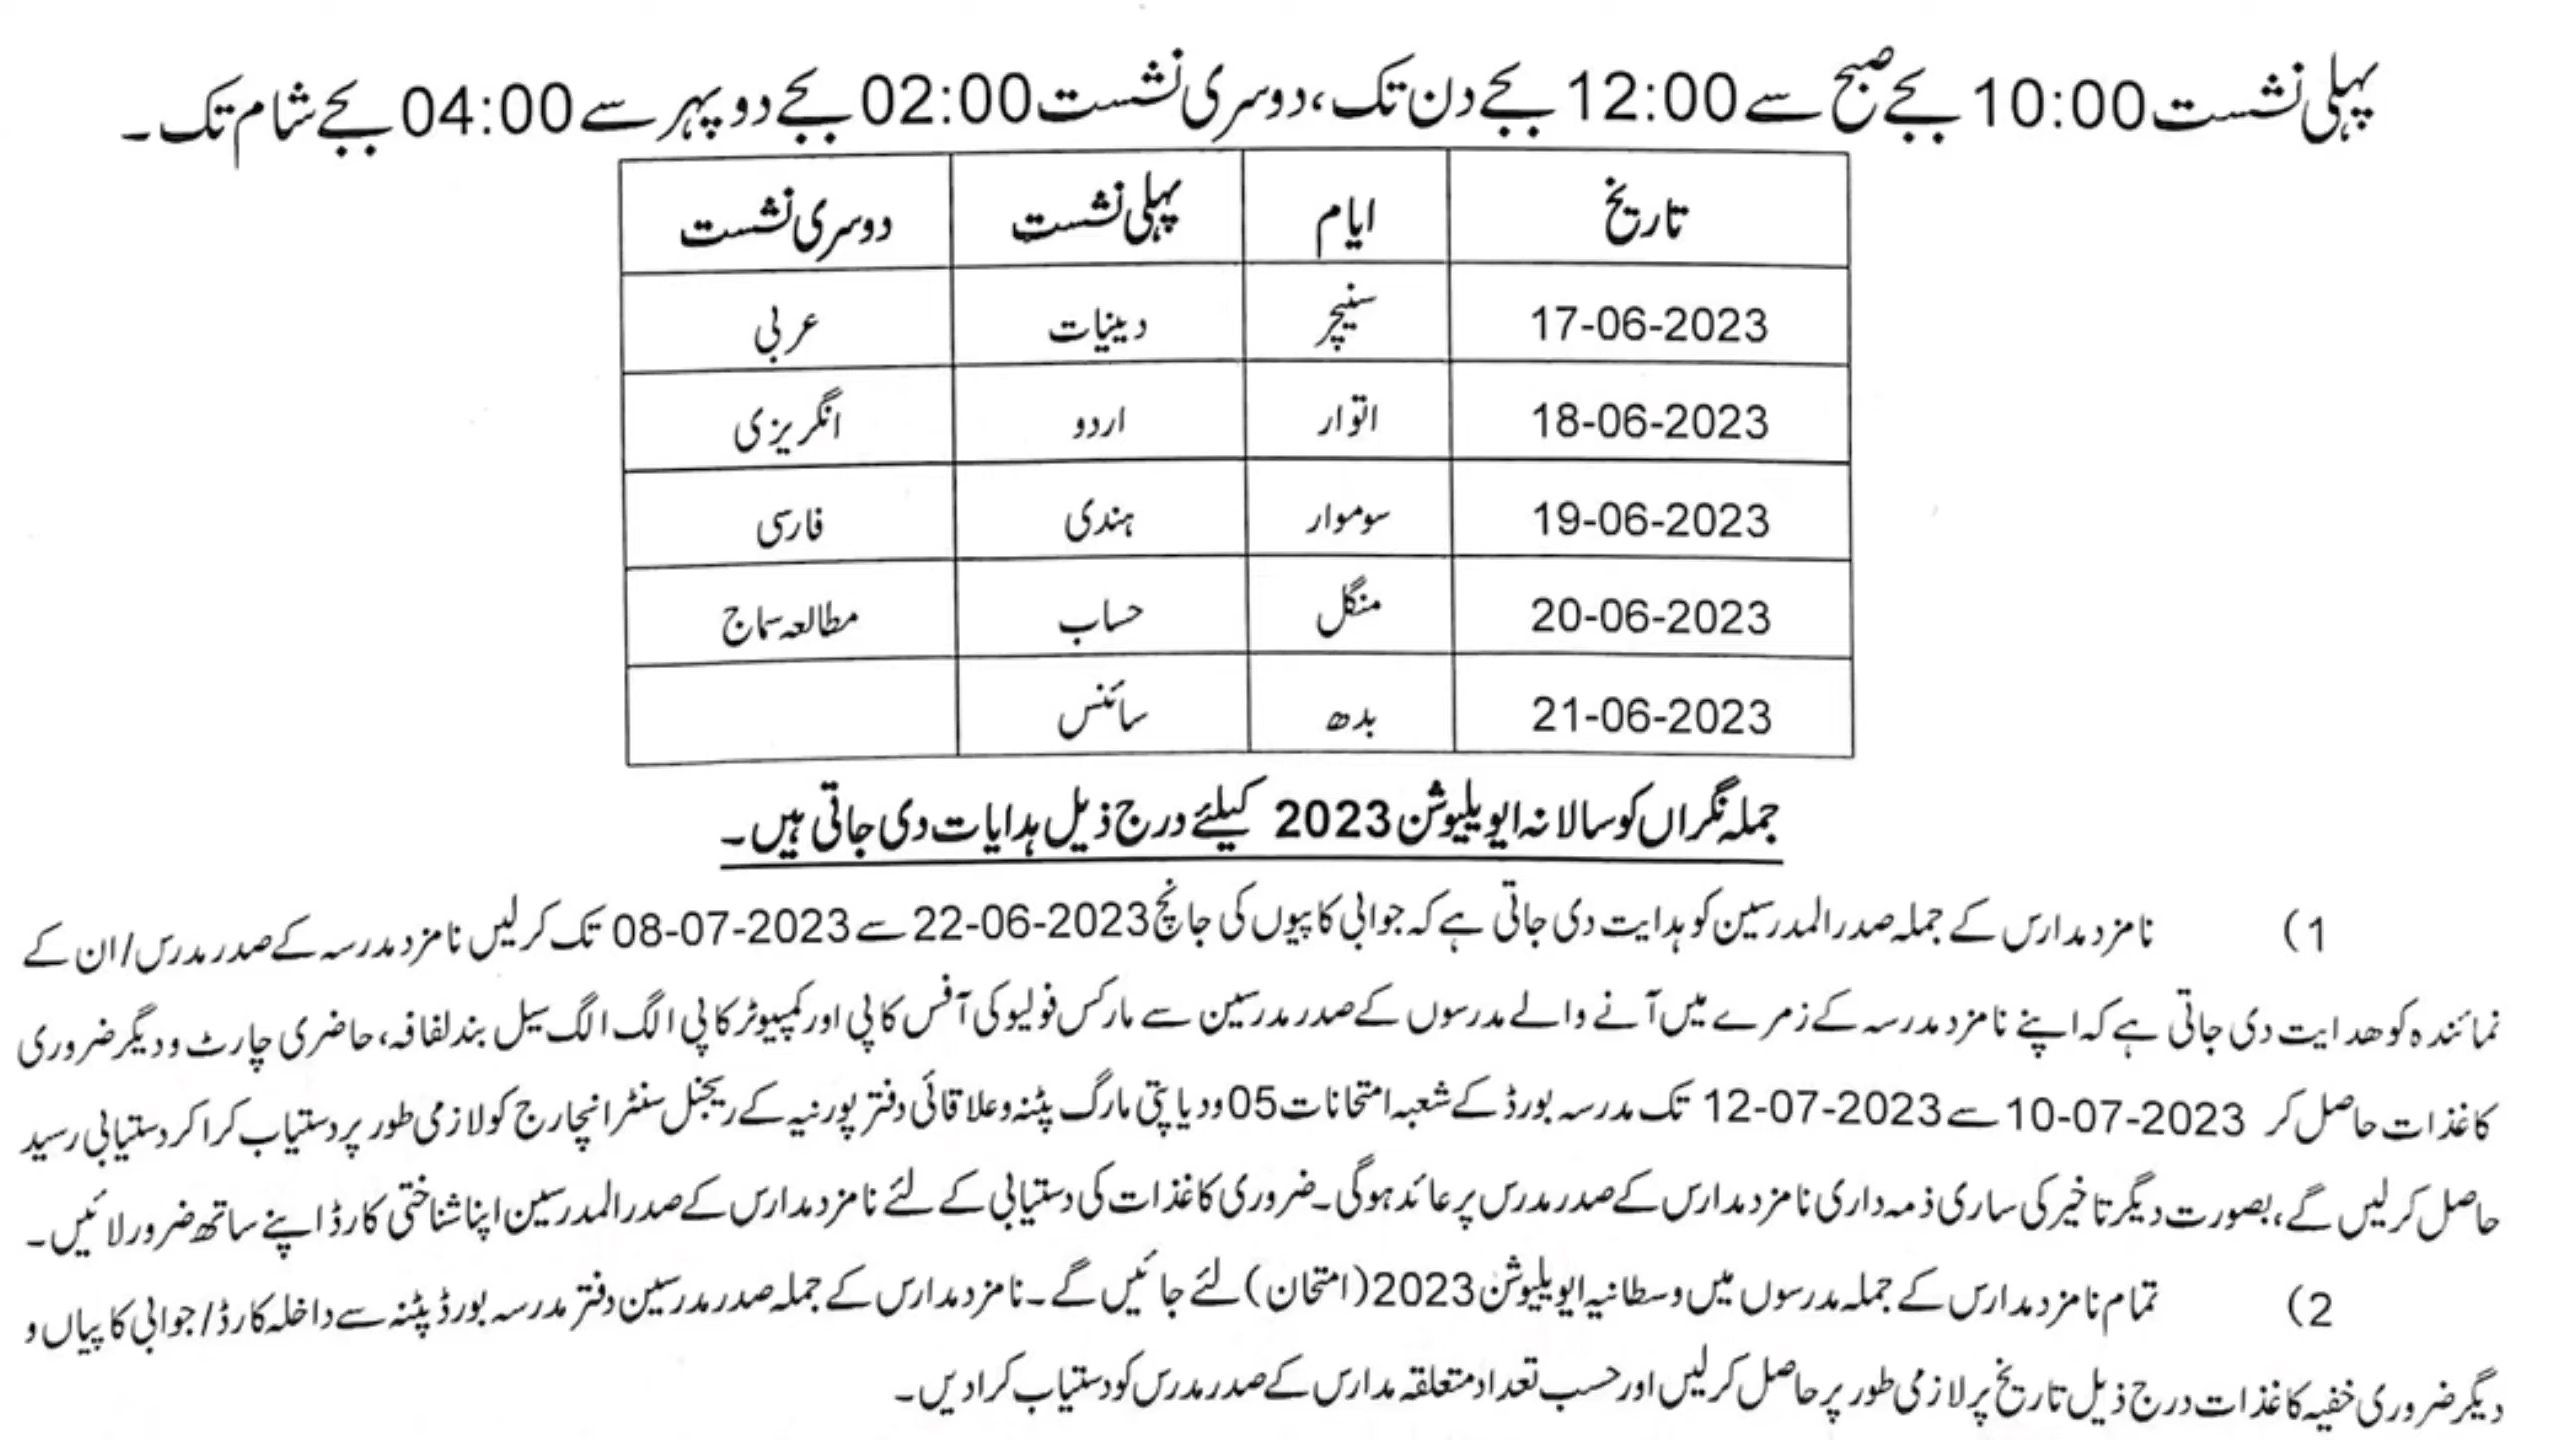 پہلی نشست 10:00 بجے صبح سے 12:00 بجے دن تک، دوسری نشست 02:00 بجے دوپہر سے 04:00 بجے شام تک۔
تاریخ ایام پہلی نشست دوسری نشست
17-06-2023 سنیچر دینیات عربی
18-06-2023 اتوار اردو انگریزی
19-06-2023 سوموار ہندی فارسی
20-06-2023 منگل حساب مطالعہ سماج
21-06-2023 بدھ سائنس
جملہ نگراں کو سالانہ ایویلیوشن 2023 کیلئے درج ذیل ہدایات دی جاتی ہیں۔
1) نامزد مدارس کے جملہ صدر المدرسین کو ہدایت دی جاتی ہے کہ جوابی کاپیوں کی جانچ 22-06-2023 سے 08-07-2023 تک کرلیں نامزد مدرسہ کے صدر مدرس/ان کے
نمائندہ کو ھدایت دی جاتی ہے کہ اپنے نامزد مدرسہ کے زمرے میں آنے والے مدرسوں کے صدر مدرسین سے مارکس فولیو کی آفس کاپی اور کمپیوٹر کاپی الگ الگ سیل بند لفافہ، حاضری چارٹ و دیگر ضروری
کاغذات حاصل کر 10-07-2023 سے 12-07-2023 تک مدرسہ بورڈ کے شعبہ امتحانات 05 ودیاپتی مارگ پٹنہ و علاقائی دفتر پورنیہ کے ریجنل سنٹر انچارج کو لازمی طور پر دستیاب کرا کر دستیابی رسید
حاصل کرلیں گے، بصورت دیگر تاخیر کی ساری ذمہ داری نامزد مدارس کے صدر مدرس پر عائد ہوگی۔ ضروری کاغذات کی دستیابی کے لئے نامزد مدارس کے صدر المدرسین اپنا شناختی کارڈ اپنے ساتھ ضرور لائیں۔
2) تمام نامزد مدارس کے جملہ مدرسوں میں وسطانیہ ایویلیوشن 2023 (امتحان) لئے جائیں گے۔ نامزد مدارس کے جملہ صدر مدرسین دفتر مدرسہ بورڈ پٹنہ سے داخلہ کارڈ/جوابی کاپیاں و
دیگر ضروری خفیہ کاغذات درج ذیل تاریخ پر لازمی طور پر حاصل کرلیں اور حسب تعداد متعلقہ مدارس کے صدر مدرس کو دستیاب کرا دیں۔